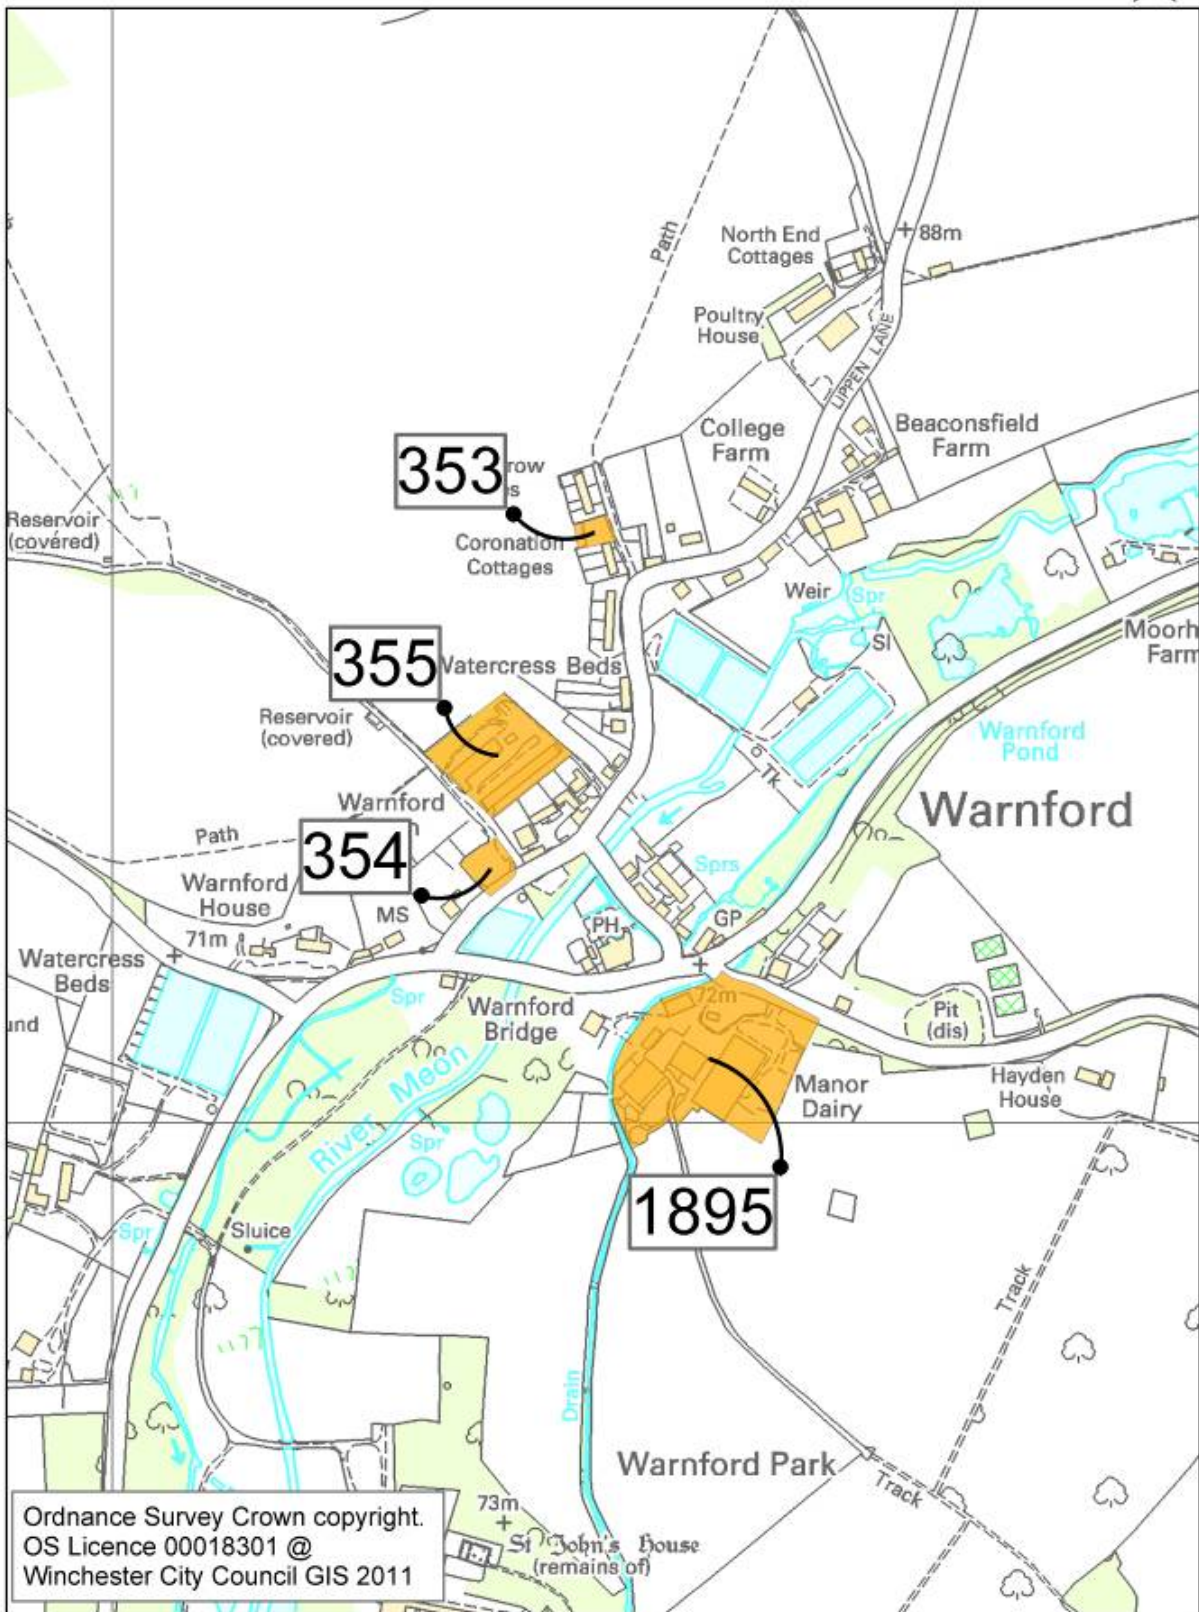 Path
North End
Cottages
88m
Poultry
House
LIPPEN LANE
College
Farm
Beaconsfield
Farm
353
row
s
Reservoir
(covered)
Coronation
Cottages
Weir
Spr
Sl
Moorh
Farm
355
Watercress Beds
Reservoir
(covered)
Warnford
Pond
Tk
Warnford
Warnford
Path
354
Sprs
Warnford
House
MS
PH
GP
71m
Watercress
Beds
Spr
72m
Warnford
Bridge
Pit
(dis)
und
River Meon
Manor
Dairy
Hayden
House
Spr
1895
Spr
Sluice
Track
Drain
Warnford Park
Track
73m
St John's House
(remains of)
Ordnance Survey Crown copyright.
OS Licence 00018301 @
Winchester City Council GIS 2011